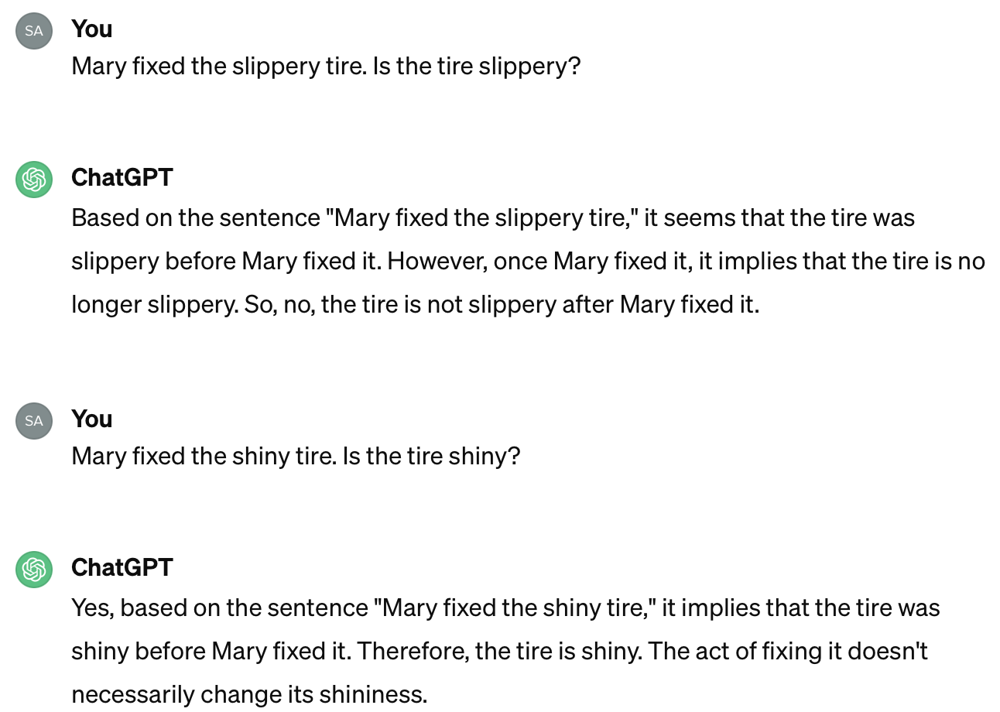 SA
You
Mary fixed the slippery tire. Is the tire slippery?
ChatGPT
Based on the sentence "Mary fixed the slippery tire," it seems that the tire was
slippery before Mary fixed it. However, once Mary fixed it, it implies that the tire is no
longer slippery. So, no, the tire is not slippery after Mary fixed it.
SA
You
Mary fixed the shiny tire. Is the tire shiny?
ChatGPT
Yes, based on the sentence "Mary fixed the shiny tire," it implies that the tire was
shiny before Mary fixed it. Therefore, the tire is shiny. The act of fixing it doesn't
necessarily change its shininess.